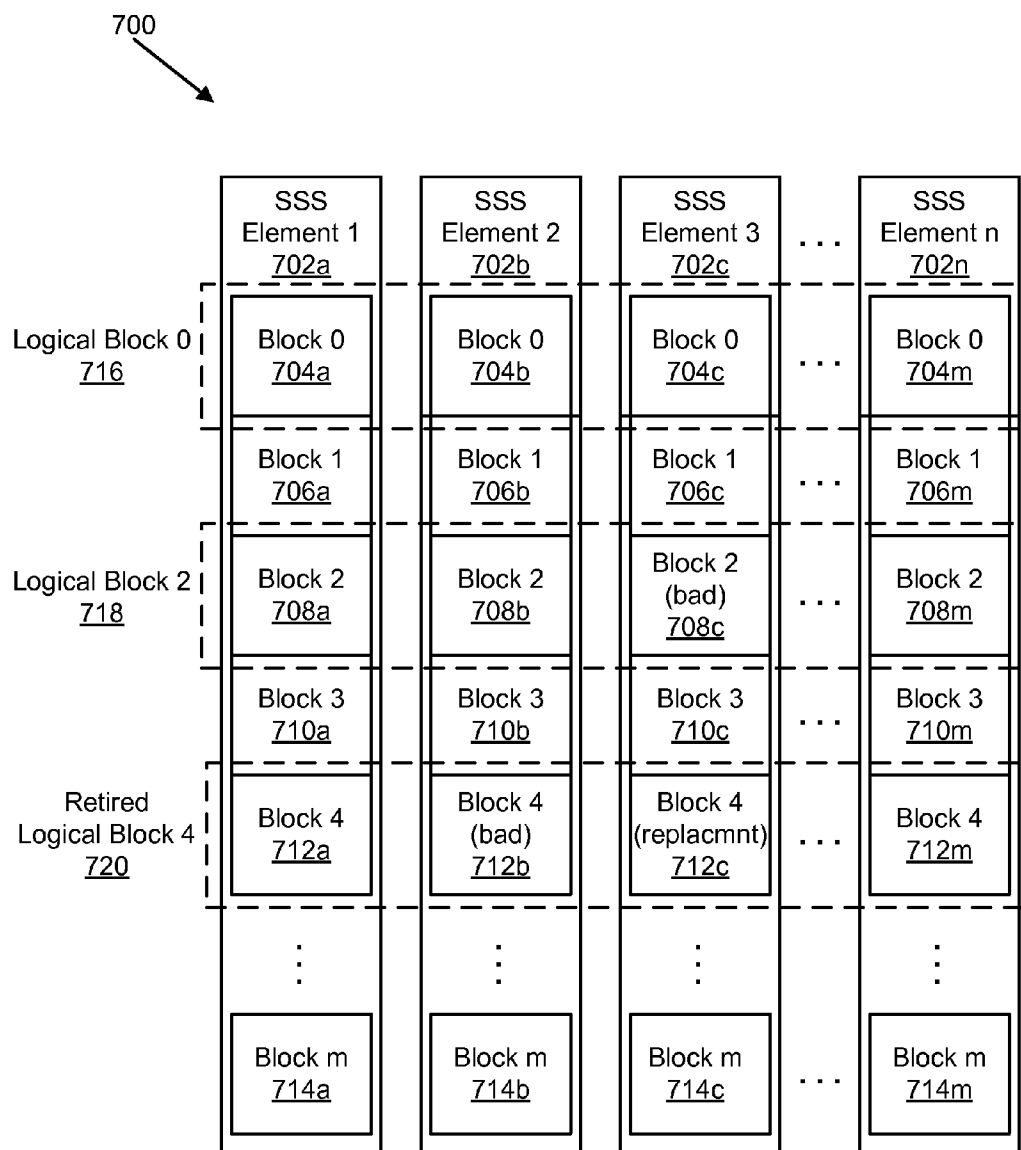 700
SSS
Element 1
702a
SSS
Element 2
702b
SSS
Element 3
702c
. . .
SSS
Element n
702n
Logical Block 0
716
Block 0
704a
Block 0
704b
Block 0
704c
. . .
Block 0
704m
Block 1
706a
Block 1
706b
Block 1
706c
. . .
Block 1
706m
Logical Block 2
718
Block 2
708a
Block 2
708b
Block 2
(bad)
708c
. . .
Block 2
708m
Block 3
710a
Block 3
710b
Block 3
710c
. . .
Block 3
710m
Retired
Logical Block 4
720
Block 4
712a
Block 4
(bad)
712b
Block 4
(replacmnt)
712c
. . .
Block 4
712m
Block m
714a
Block m
714b
Block m
714c
. . .
Block m
714m